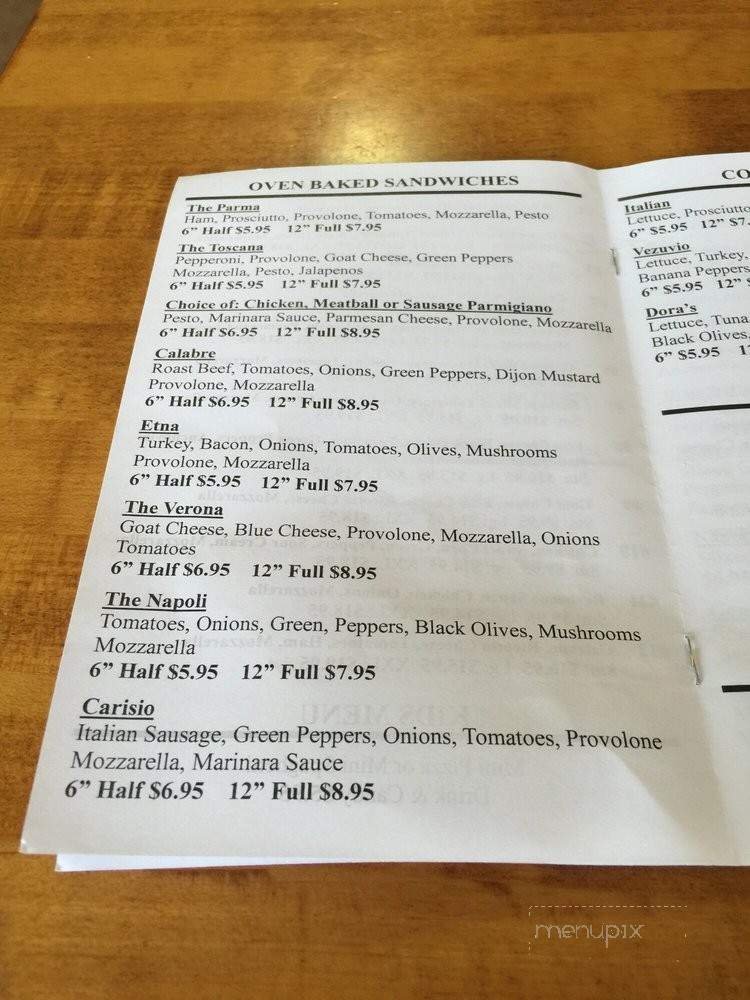 OVEN BAKED SANDWICHES
The Parma
Ham, Prosciutto, Provolone, Tomatoes, Mozzarella, Pesto
6” Half $5.95 12” Full $7.95
The Toscana
Pepperoni, Provolone, Goat Cheese, Green Peppers
Mozzarella, Pesto, Jalapenos
6” Half $5.95 12” Full $7.95
Choice of: Chicken, Meatball or Sausage Parmigiano
Pesto, Marinara Sauce, Parmesan Cheese, Provolone, Mozzarella
6” Half $6.95 12” Full $8.95
Calabre
Roast Beef, Tomatoes, Onions, Green Peppers, Dijon Mustard
Provolone, Mozzarella
6” Half $6.95 12” Full $8.95
Etna
Turkey, Bacon, Onions, Tomatoes, Olives, Mushrooms
Provolone, Mozzarella
6” Half $5.95 12” Full $7.95
The Verona
Goat Cheese, Blue Cheese, Provolone, Mozzarella, Onions
Tomatoes
6” Half $6.95 12” Full $8.95
The Napoli
Tomatoes, Onions, Green, Peppers, Black Olives, Mushrooms
Mozzarella
6” Half $5.95 12” Full $7.95
Carisio
Italian Sausage, Green Peppers, Onions, Tomatoes, Provolone
Mozzarella, Marinara Sauce
6” Half $6.95 12” Full $8.95
CO
Italian
Lettuce, Prosciutto
6” $5.95 12” $7.
Vezuvio
Lettuce, Turkey,
Banana Peppers
6” $5.95 12” $
Dora’s
Lettuce, Tuna
Black Olives,
6” $5.95
menupix